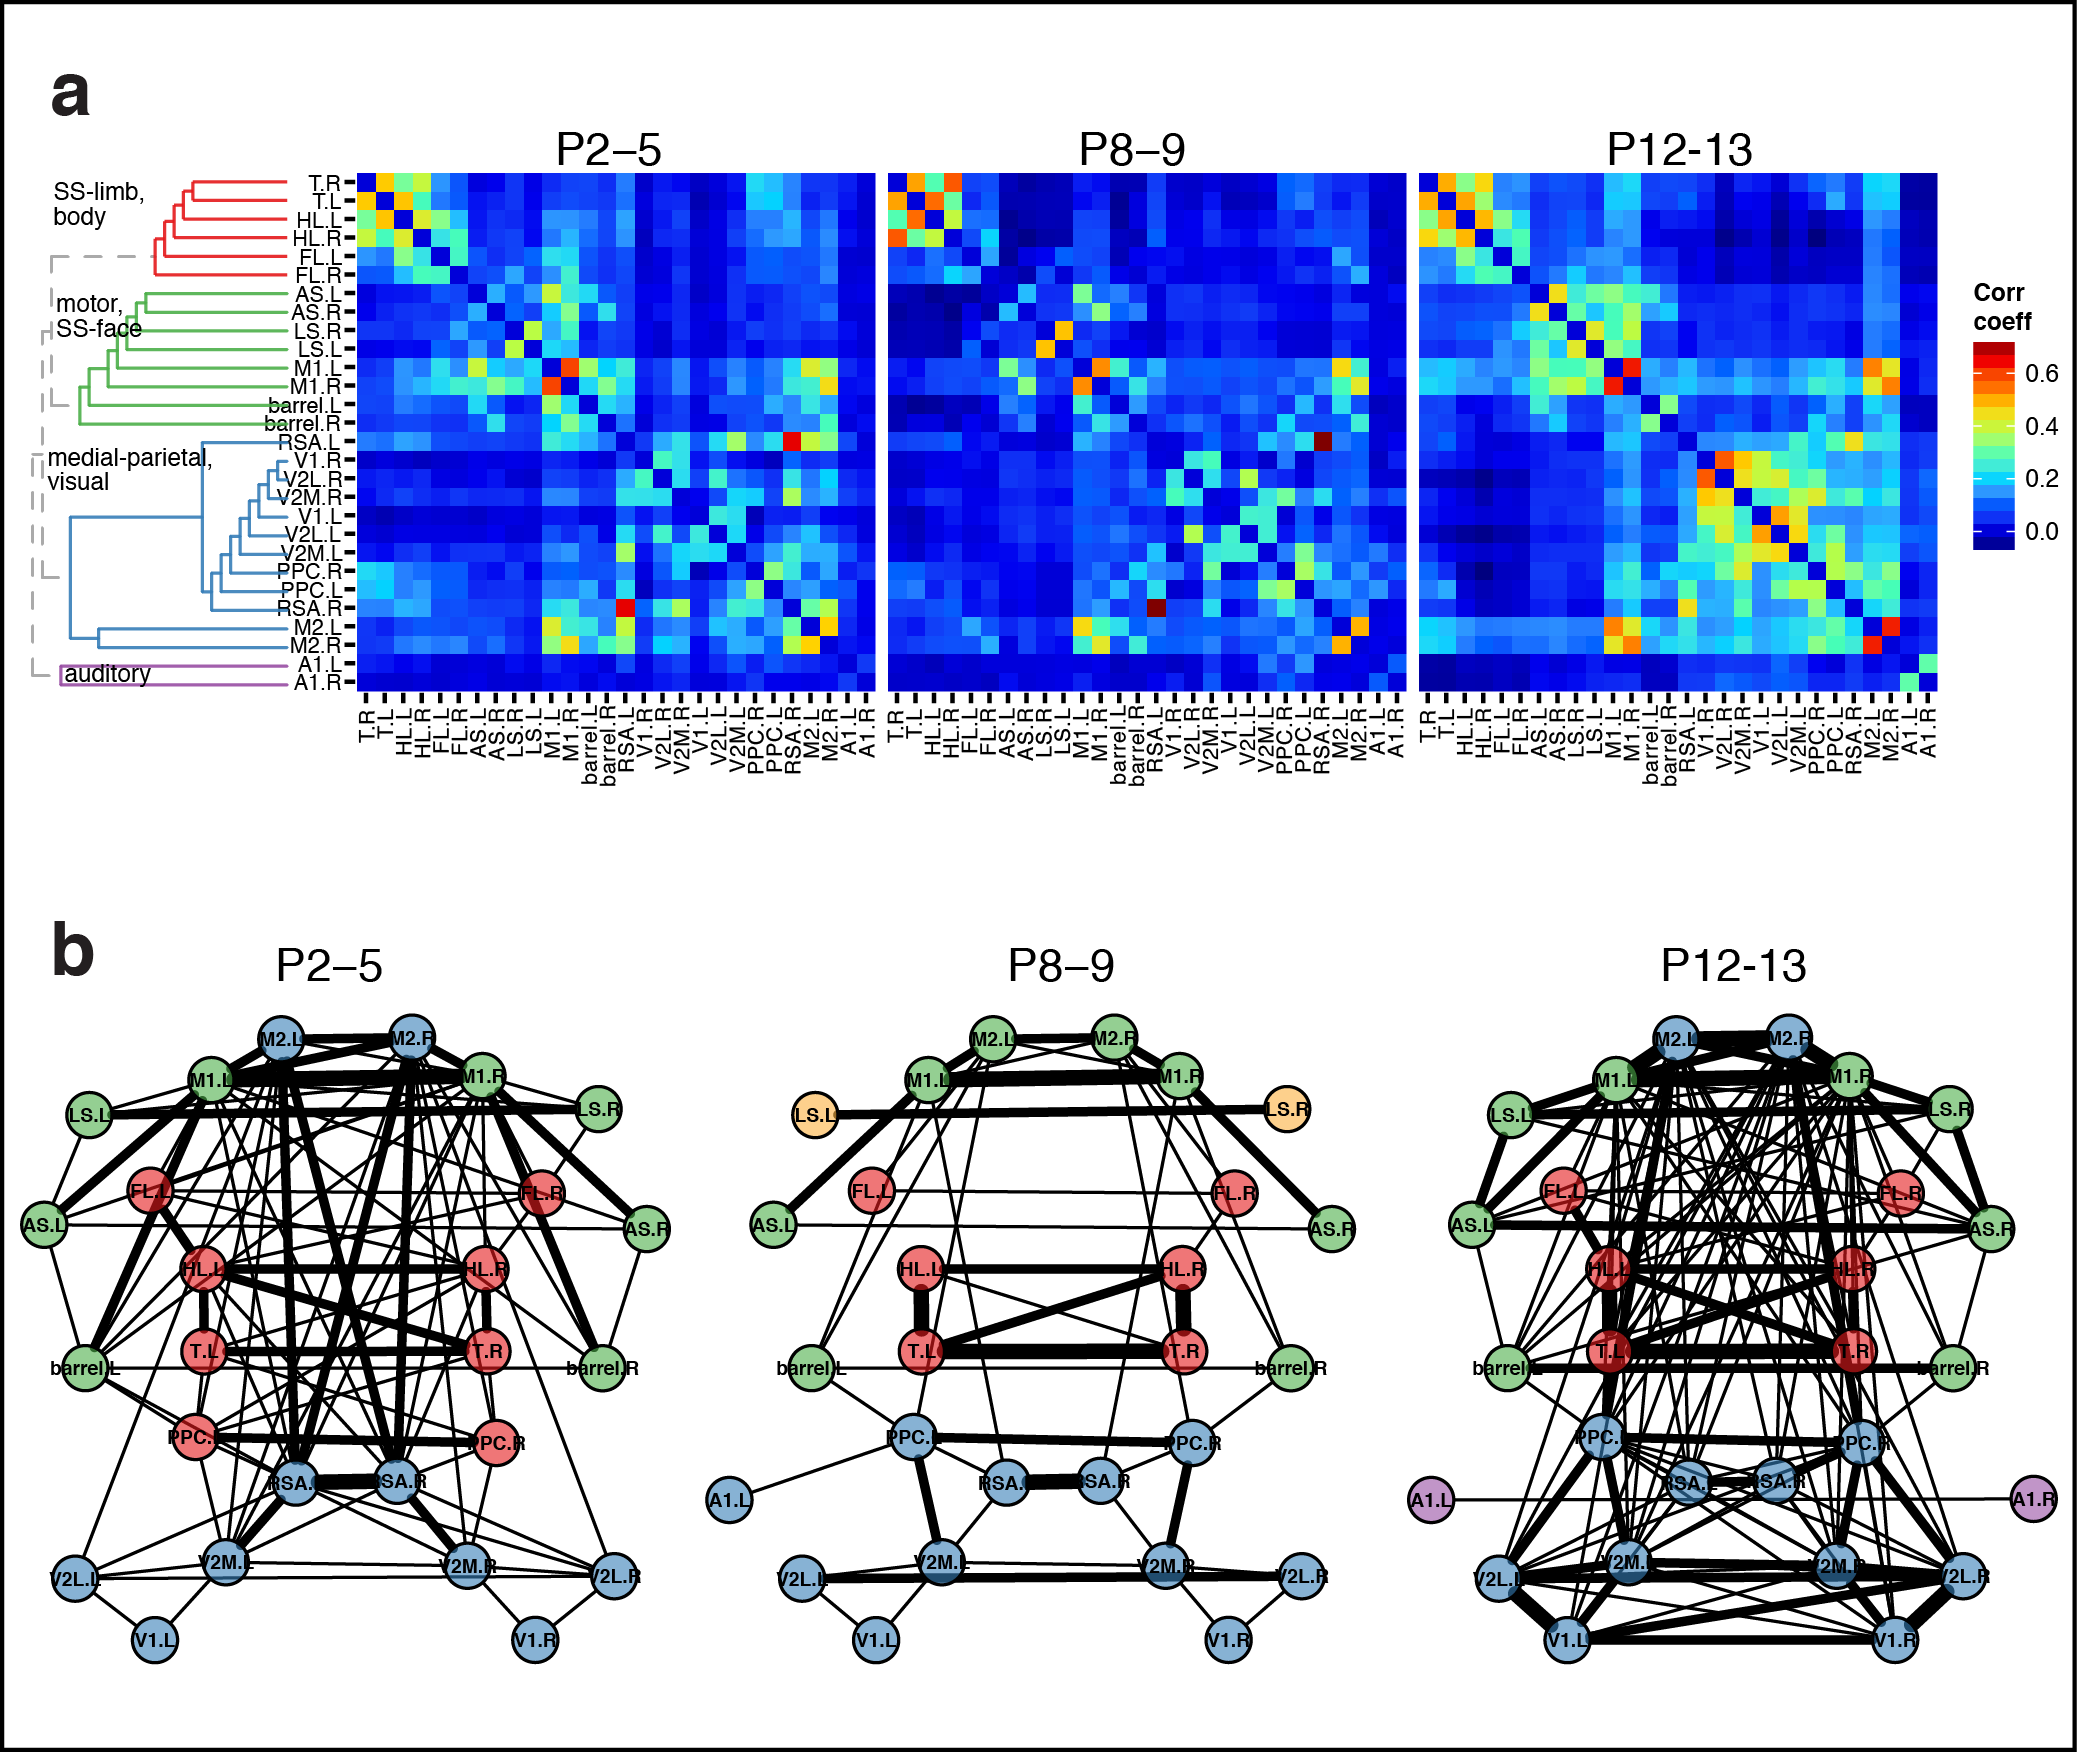 a
P2–5
P8–9
P12-13
SS-limb,
body
motor,
SS-face
medial-parietal,
visual
auditory
T.R
T.L
HL.L
HL.R
FL.L
FL.R
AS.L
AS.R
LS.R
LS.L
M1.L
M1.R
barrel.L
barrel.R
RSA.L
V1.R
V2L.R
V2M.R
V1.L
V2L.L
V2M.L
PPC.R
PPC.L
RSA.R
M2.L
M2.R
A1.L
A1.R
T.R T.L HL.L HL.R FL.L FL.R AS.L AS.R LS.R LS.L M1.L M1.R barrel.L barrel.R RSA.L V1.R V2L.R V2M.R V1.L V2L.L V2M.L PPC.R PPC.L RSA.R M2.L M2.R A1.L A1.R
T.R T.L HL.L HL.R FL.L FL.R AS.L AS.R LS.R LS.L M1.L M1.R barrel.L barrel.R RSA.L V1.R V2L.R V2M.R V1.L V2L.L V2M.L PPC.R PPC.L RSA.R M2.L M2.R A1.L A1.R
T.R T.L HL.L HL.R FL.L FL.R AS.L AS.R LS.R LS.L M1.L M1.R barrel.L barrel.R RSA.L V1.R V2L.R V2M.R V1.L V2L.L V2M.L PPC.R PPC.L RSA.R M2.L M2.R A1.L A1.R
Corr
coeff
0.6
0.4
0.2
0.0
b
P2–5
M2.L M2.R
M1.L M1.R
LS.L LS.R
FL.L FL.R
AS.L AS.R
HL.L HL.R
T.L T.R
barrel.L barrel.R
PPC. PPC.R
RSA. RSA.R
V2M.L V2M.R
V2L.L V2L.R
V1.L V1.R
P8–9
M2.L M2.R
M1.L M1.R
LS.L LS.R
FL.L FL.R
AS.L AS.R
HL.L HL.R
T.L T.R
barrel.L barrel.R
PPC.L PPC.R
RSA. RSA.R
A1.L
V2M.L V2M.R
V2L.L V2L.R
V1.L V1.R
P12-13
M2.L M2.R
M1.L M1.R
LS.L LS.R
FL.L FL.R
AS.L AS.R
HL.L HL.R
T.L T.R
barrel. barrel.R
PPC. PPC.R
RSA.L RSA.R
A1.L A1.R
V2M.L V2M.R
V2L.L V2L.R
V1.L V1.R